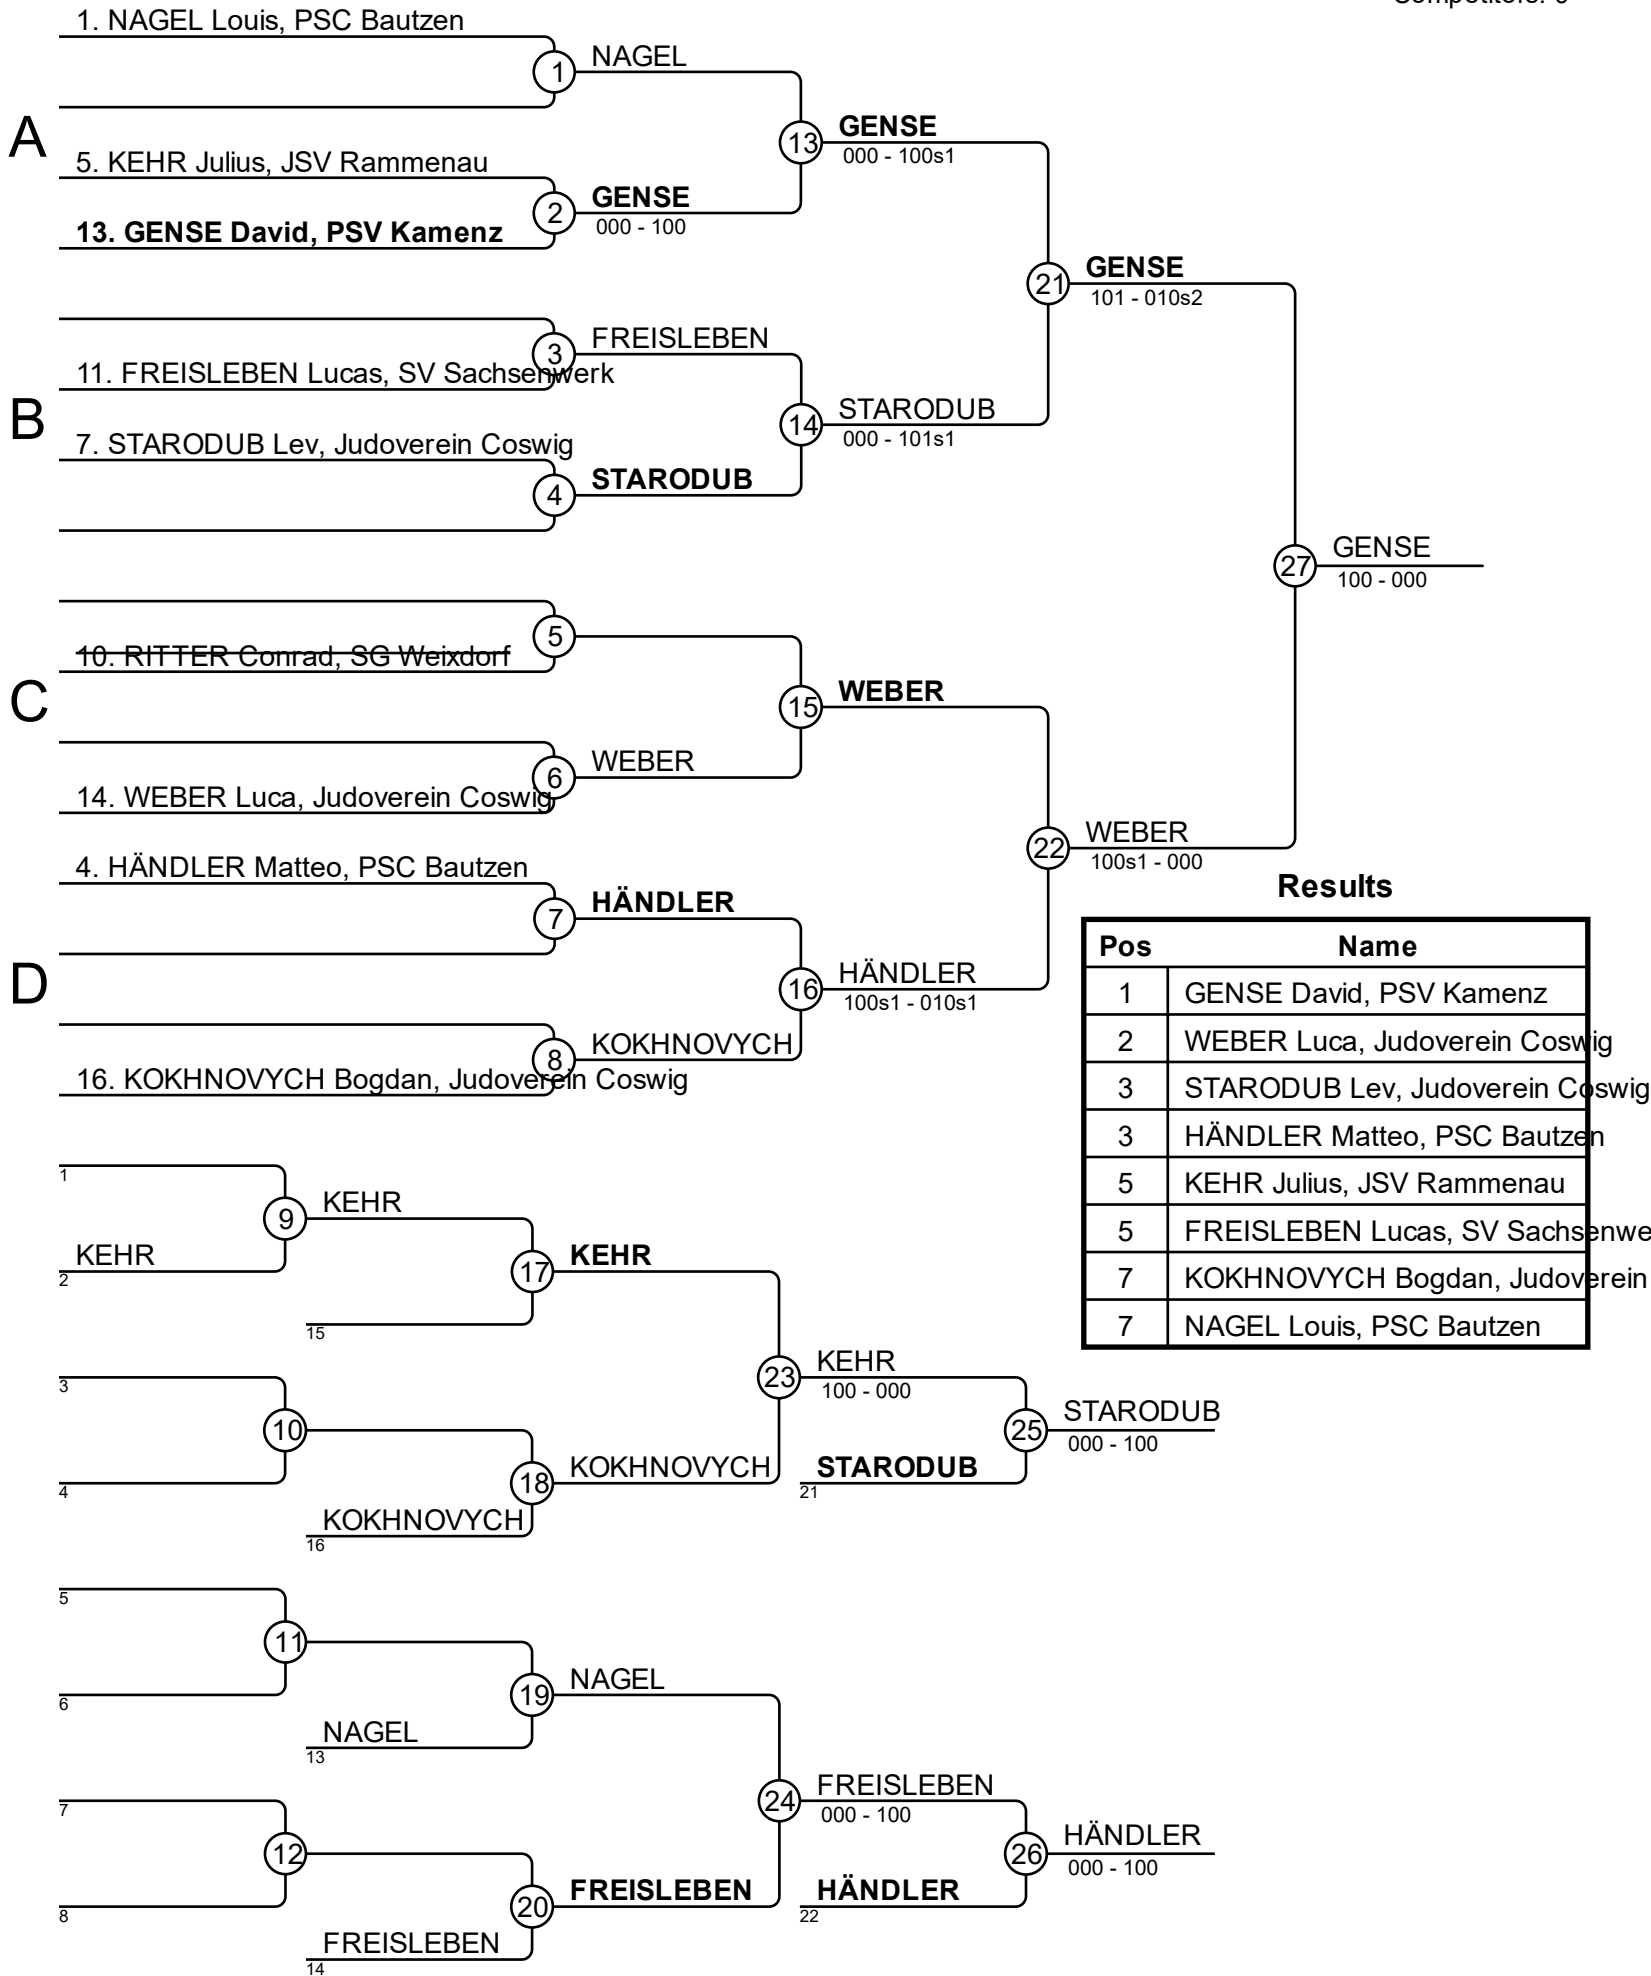 1. NAGEL Louis, PSC Bautzen
1
NAGEL
A
13
GENSE
000 - 100s1
5. KEHR Julius, JSV Rammenau
2
GENSE
000 - 100
13. GENSE David, PSV Kamenz
21
GENSE
101 - 010s2
3
FREISLEBEN
11. FREISLEBEN Lucas, SV Sachsenwerk
B
14
STARODUB
000 - 101s1
7. STARODUB Lev, Judoverein Coswig
4
STARODUB
27
GENSE
100 - 000
5
10. RITTER Conrad, SG Weixdorf
C
15
WEBER
6
WEBER
14. WEBER Luca, Judoverein Coswig
22
WEBER
100s1 - 000
4. HÄNDLER Matteo, PSC Bautzen
7
HÄNDLER
D
16
HÄNDLER
100s1 - 010s1
8
KOKHNOVYCH
16. KOKHNOVYCH Bogdan, Judoverein Coswig
Results
Pos Name
1 GENSE David, PSV Kamenz
2 WEBER Luca, Judoverein Coswig
3 STARODUB Lev, Judoverein Coswig
3 HÄNDLER Matteo, PSC Bautzen
5 KEHR Julius, JSV Rammenau
5 FREISLEBEN Lucas, SV Sachsenwe
7 KOKHNOVYCH Bogdan, Judoverein
7 NAGEL Louis, PSC Bautzen
1
9
KEHR
KEHR
2
17
KEHR
15
3
23
KEHR
100 - 000
10
25
STARODUB
000 - 100
4
18
KOKHNOVYCH
STARODUB
21
KOKHNOVYCH
16
5
11
6
19
NAGEL
NAGEL
13
7
24
FREISLEBEN
000 - 100
12
26
HÄNDLER
000 - 100
8
20
FREISLEBEN
HÄNDLER
22
FREISLEBEN
14